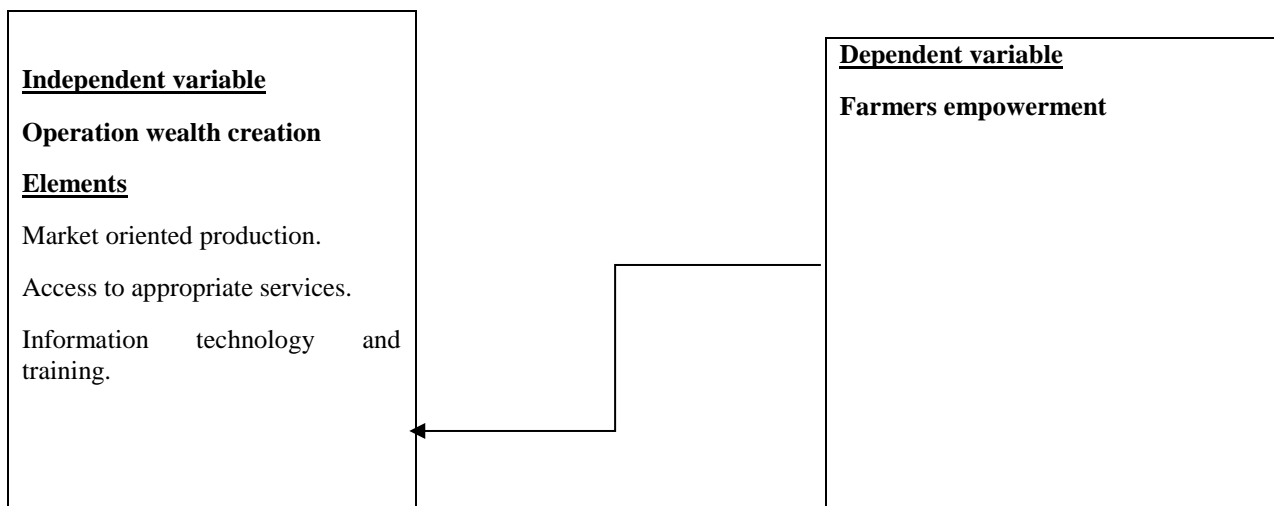 Independent variable
Operation wealth creation
Elements
Market oriented production.
Access to appropriate services.
Information technology and
training.
Dependent variable
Farmers empowerment